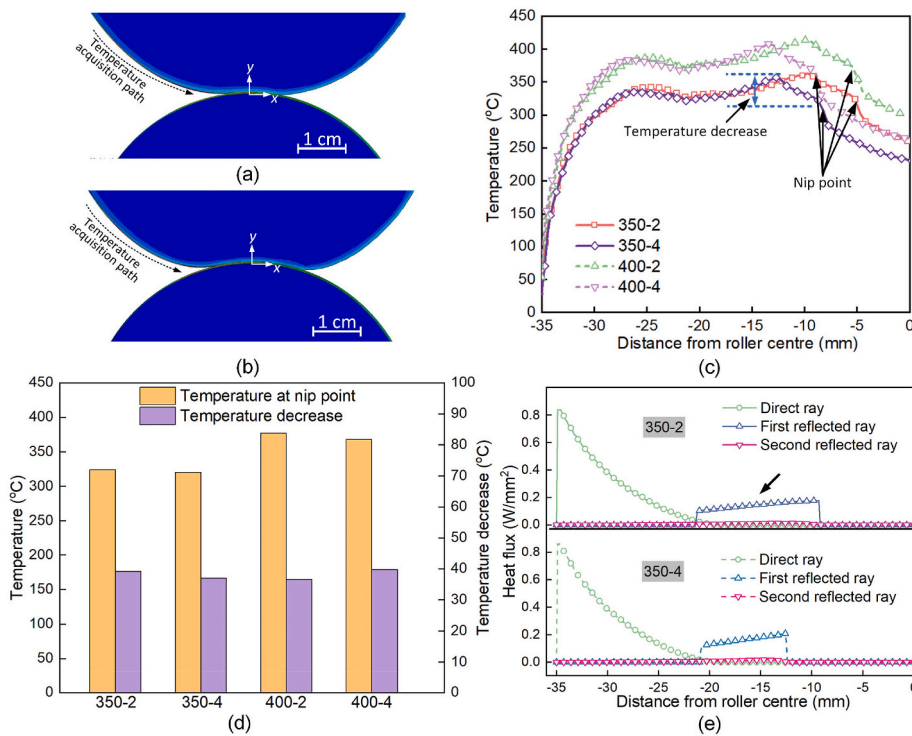 Temperature
acquisition path
y
x
1 cm
(a)
Temperature
acquisition path
y
x
1 cm
(b)
450
400
350
300
250
200
150
100
50
0
Temperature (°C)
Temperature decrease
Nip point
350-2
350-4
400-2
400-4
-35 -30 -25 -20 -15 -10 -5 0
Distance from roller centre (mm)
(c)
450
400
350
300
250
200
150
100
50
0
Temperature (°C)
Temperature at nip point
Temperature decrease
100
90
80
70
60
50
40
30
20
10
0
Temperature decrease (°C)
350-2 350-4 400-2 400-4
(d)
Heat flux (W/mm²)
0.8
0.6
0.4
0.2
0.0
350-2
Direct ray
First reflected ray
Second reflected ray
0.8
0.6
0.4
0.2
0.0
350-4
Direct ray
First reflected ray
Second reflected ray
-35 -30 -25 -20 -15 -10 -5 0
Distance from roller centre (mm)
(e)